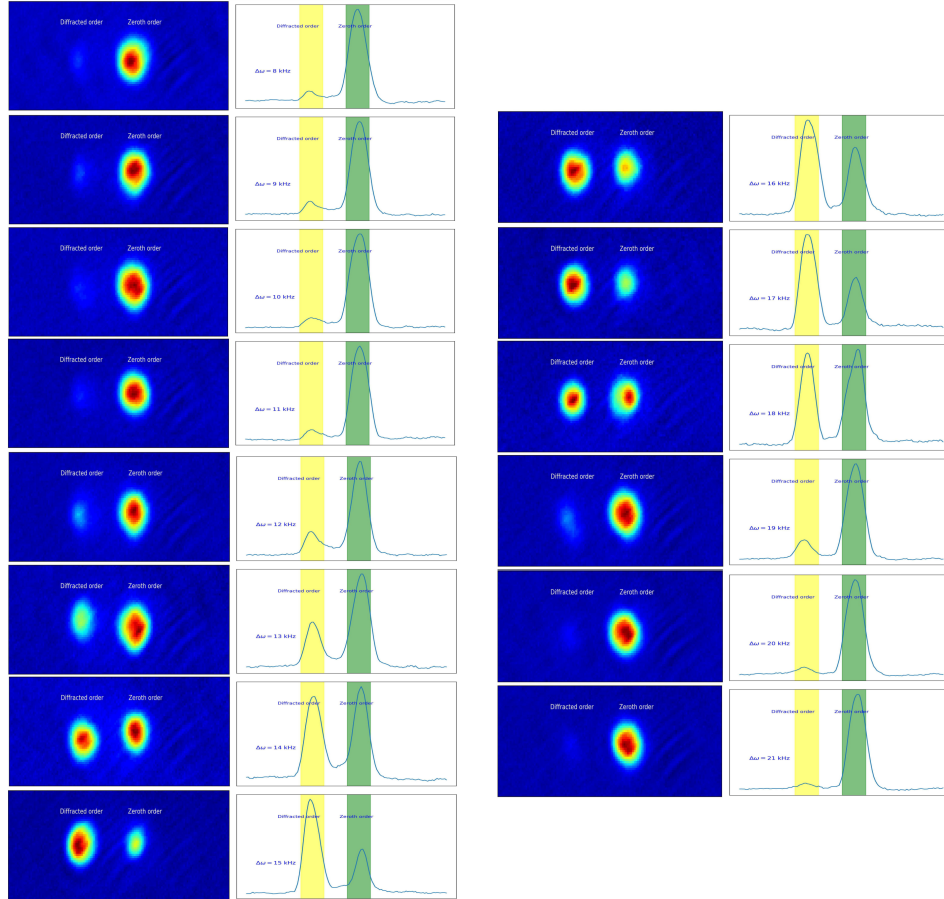 Diffracted order Zeroth order
Diffracted order Zeroth order
Δω = 8 kHz
Diffracted order Zeroth order
Diffracted order Zeroth order
Δω = 9 kHz
Diffracted order Zeroth order
Diffracted order Zeroth order
Δω = 10 kHz
Diffracted order Zeroth order
Diffracted order Zeroth order
Δω = 11 kHz
Diffracted order Zeroth order
Diffracted order Zeroth order
Δω = 12 kHz
Diffracted order Zeroth order
Diffracted order Zeroth order
Δω = 13 kHz
Diffracted order Zeroth order
Diffracted order Zeroth order
Δω = 14 kHz
Diffracted order Zeroth order
Diffracted order Zeroth order
Δω = 15 kHz
Diffracted order Zeroth order
Diffracted order Zeroth order
Δω = 16 kHz
Diffracted order Zeroth order
Diffracted order Zeroth order
Δω = 17 kHz
Diffracted order Zeroth order
Diffracted order Zeroth order
Δω = 18 kHz
Diffracted order Zeroth order
Diffracted order Zeroth order
Δω = 19 kHz
Diffracted order Zeroth order
Diffracted order Zeroth order
Δω = 20 kHz
Diffracted order Zeroth order
Diffracted order Zeroth order
Δω = 21 kHz